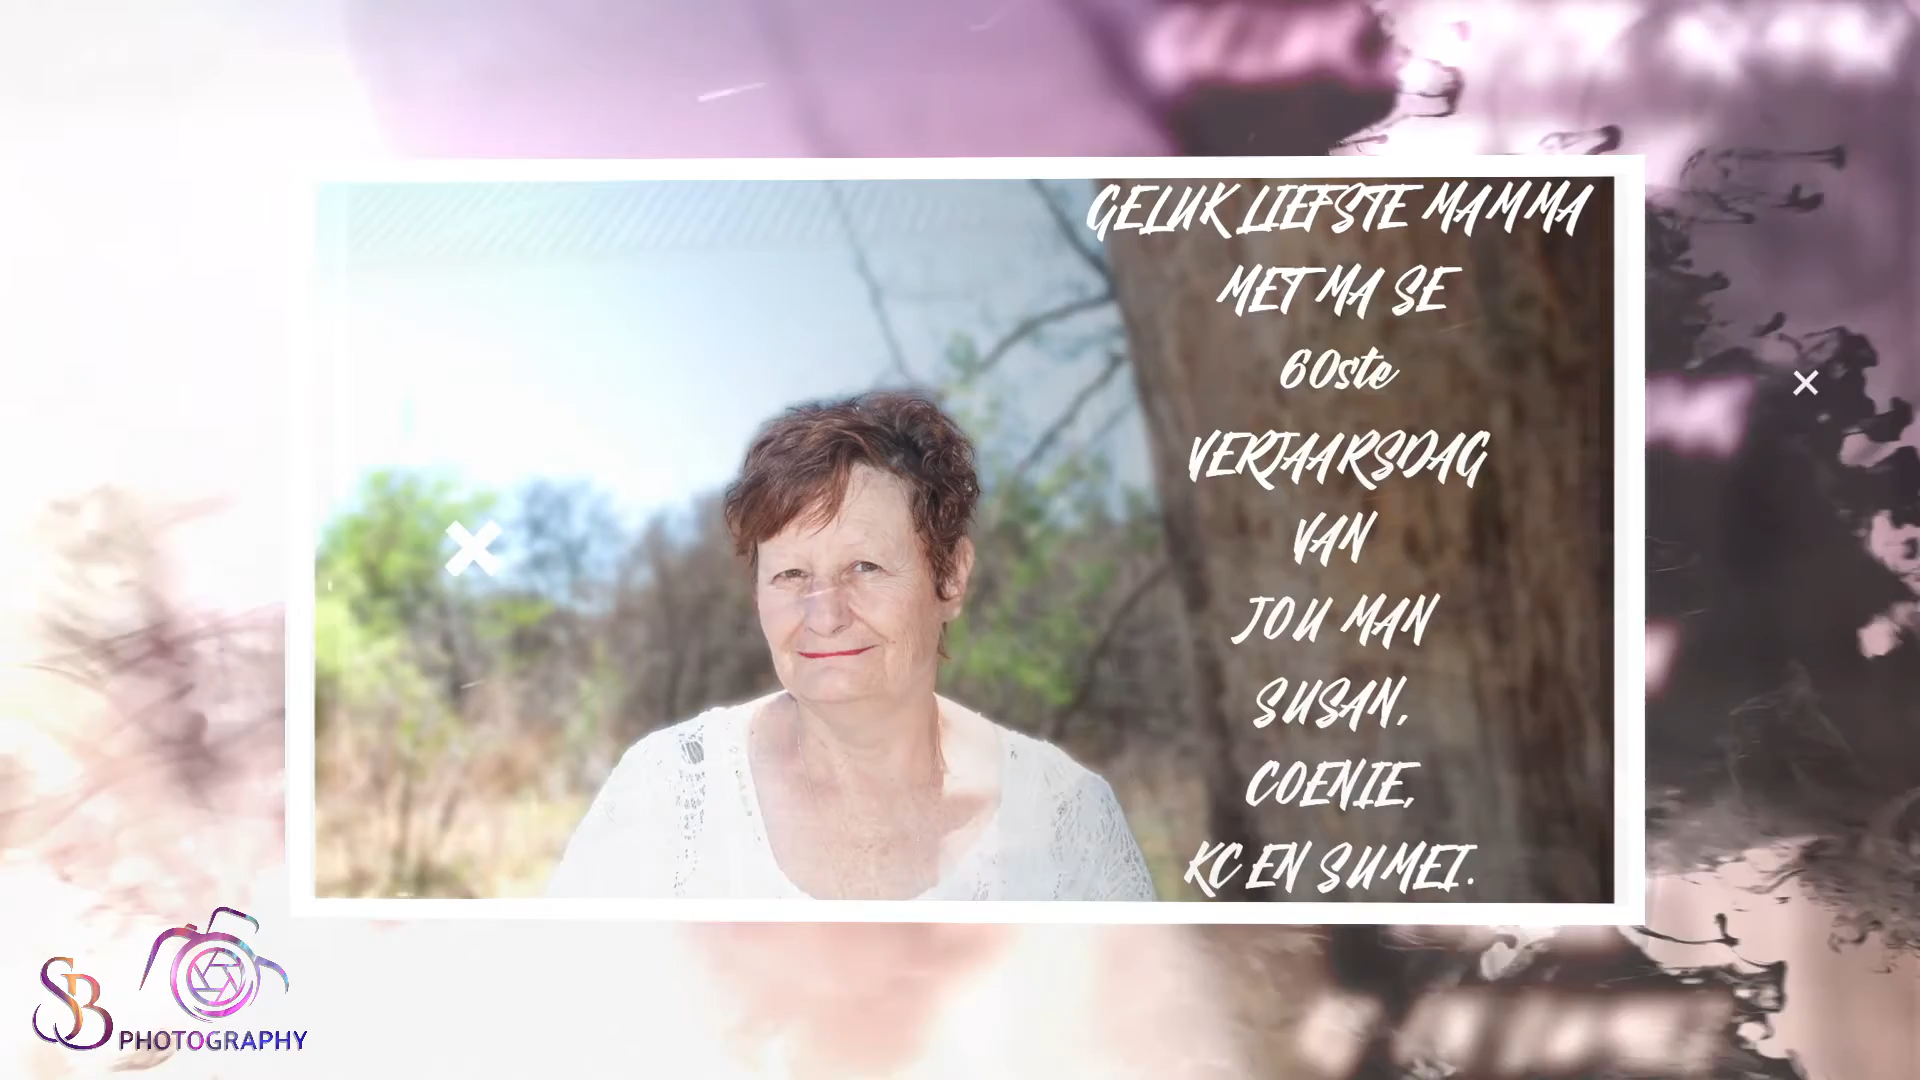 GELUK LIEFSTE MAMMA
MET MA SE
60ste
VERJAARSDAG
VAN
JOU MAN
SUSAN,
COENIE,
KC EN SUMEI.
SB
PHOTOGRAPHY